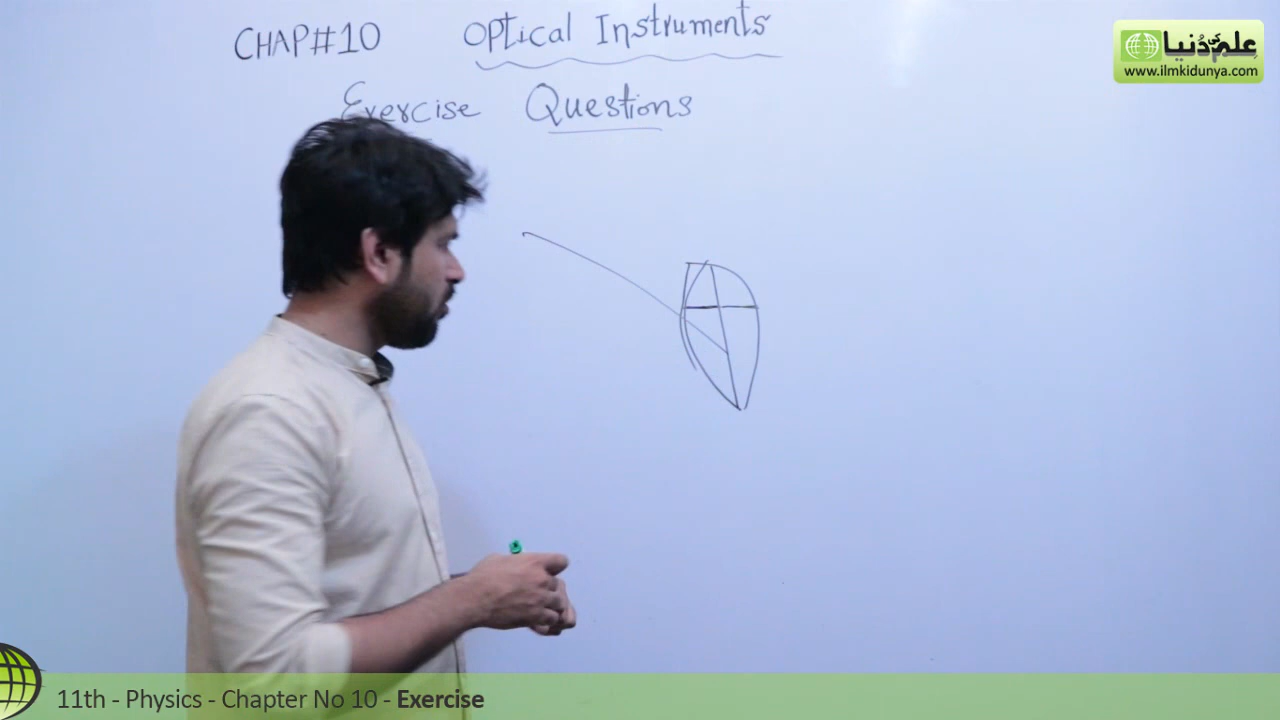 CHAP#10 Optical Instruments
Exercise Questions
علم کی دنیا
www.ilmkidunya.com
11th - Physics - Chapter No 10 - Exercise